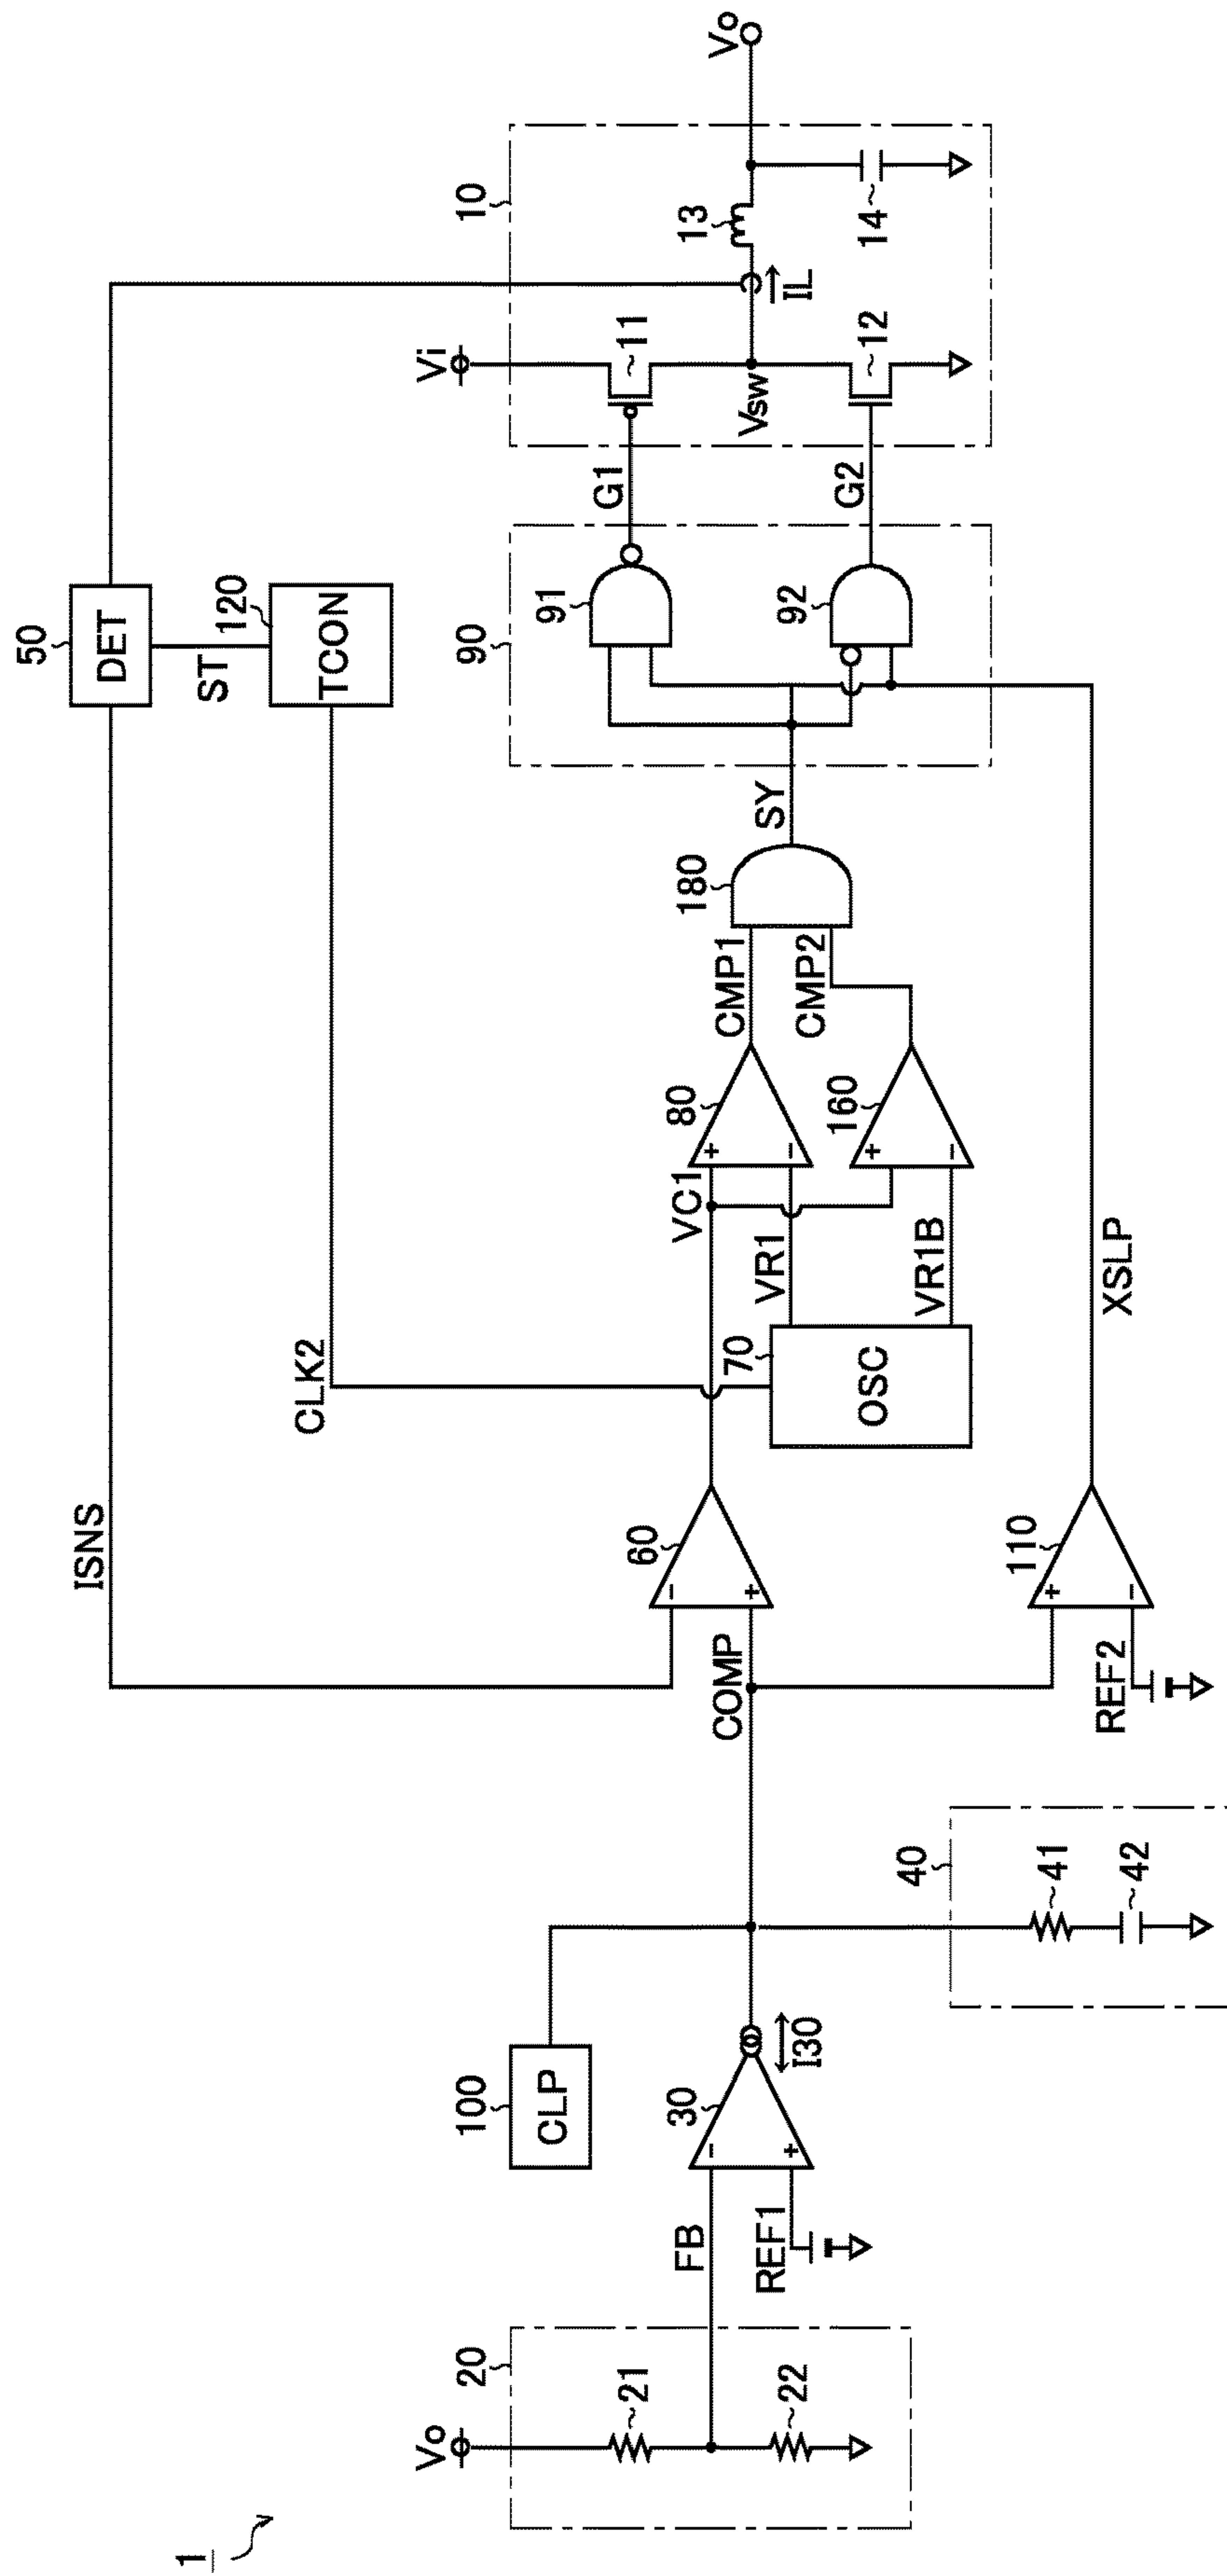 1
Vo
20
21
22
FB
REF1
30
I30
100
CLP
40
41
42
COMP
REF2
110
60
ISNS
CLK2
70
OSC
VC1
VR1
VR1B
XSLP
80
160
CMP1
CMP2
180
SY
50
DET
ST
120
TCON
90
91
92
G1
G2
10
Vi
11
12
Vsw
IL
13
14
Vo
+
-
+
-
+
-
+
-
+
-